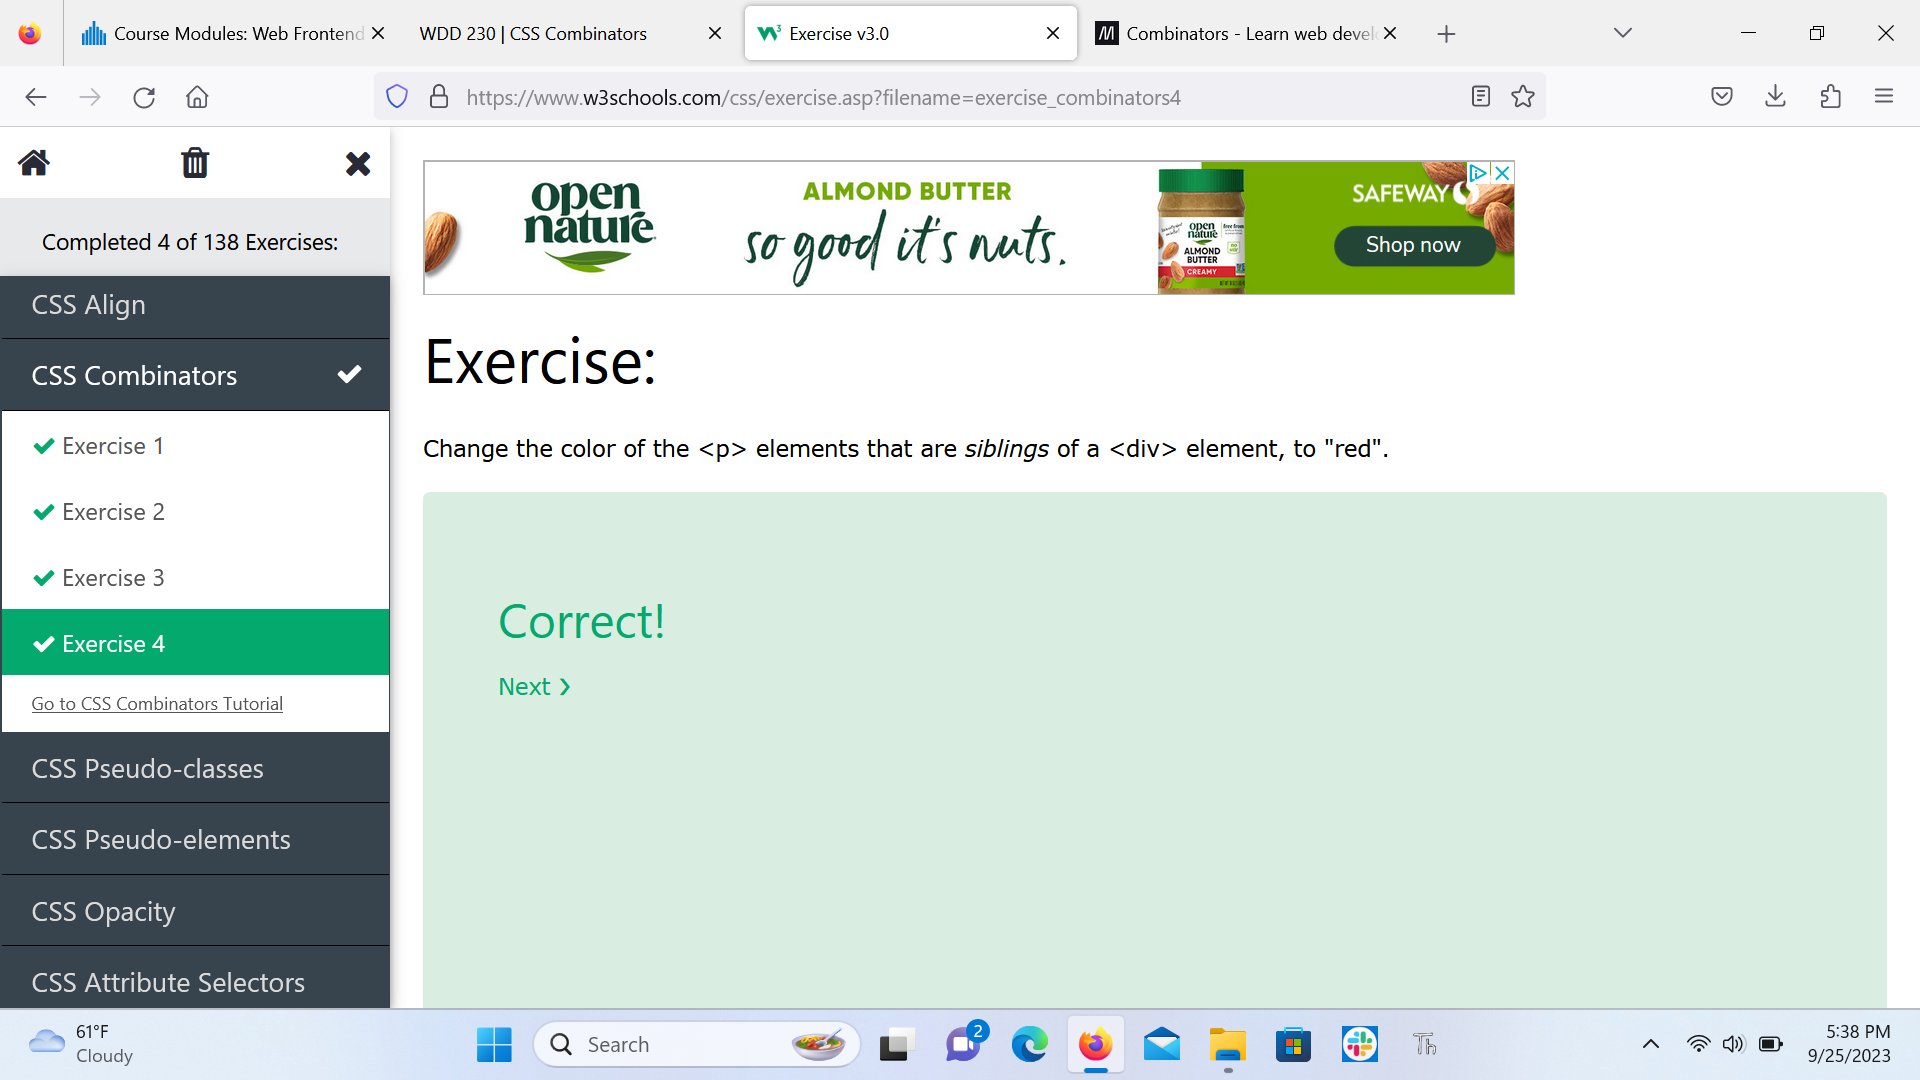 Course Modules: Web Frontend
WDD 230 | CSS Combinators
Exercise v3.0
Combinators - Learn web devel
https://www.w3schools.com/css/exercise.asp?filename=exercise_combinators4
Completed 4 of 138 Exercises:
CSS Align
CSS Combinators
Exercise 1
Exercise 2
Exercise 3
Exercise 4
Go to CSS Combinators Tutorial
CSS Pseudo-classes
CSS Pseudo-elements
CSS Opacity
CSS Attribute Selectors
open
nature
ALMOND BUTTER
so good it's nuts.
open
nature
ALMOND
BUTTER
CREAMY
SAFEWAY
Shop now
Exercise:
Change the color of the <p> elements that are siblings of a <div> element, to "red".
Correct!
Next ❯
61°F
Cloudy
Search
2
Th
5:38 PM
9/25/2023